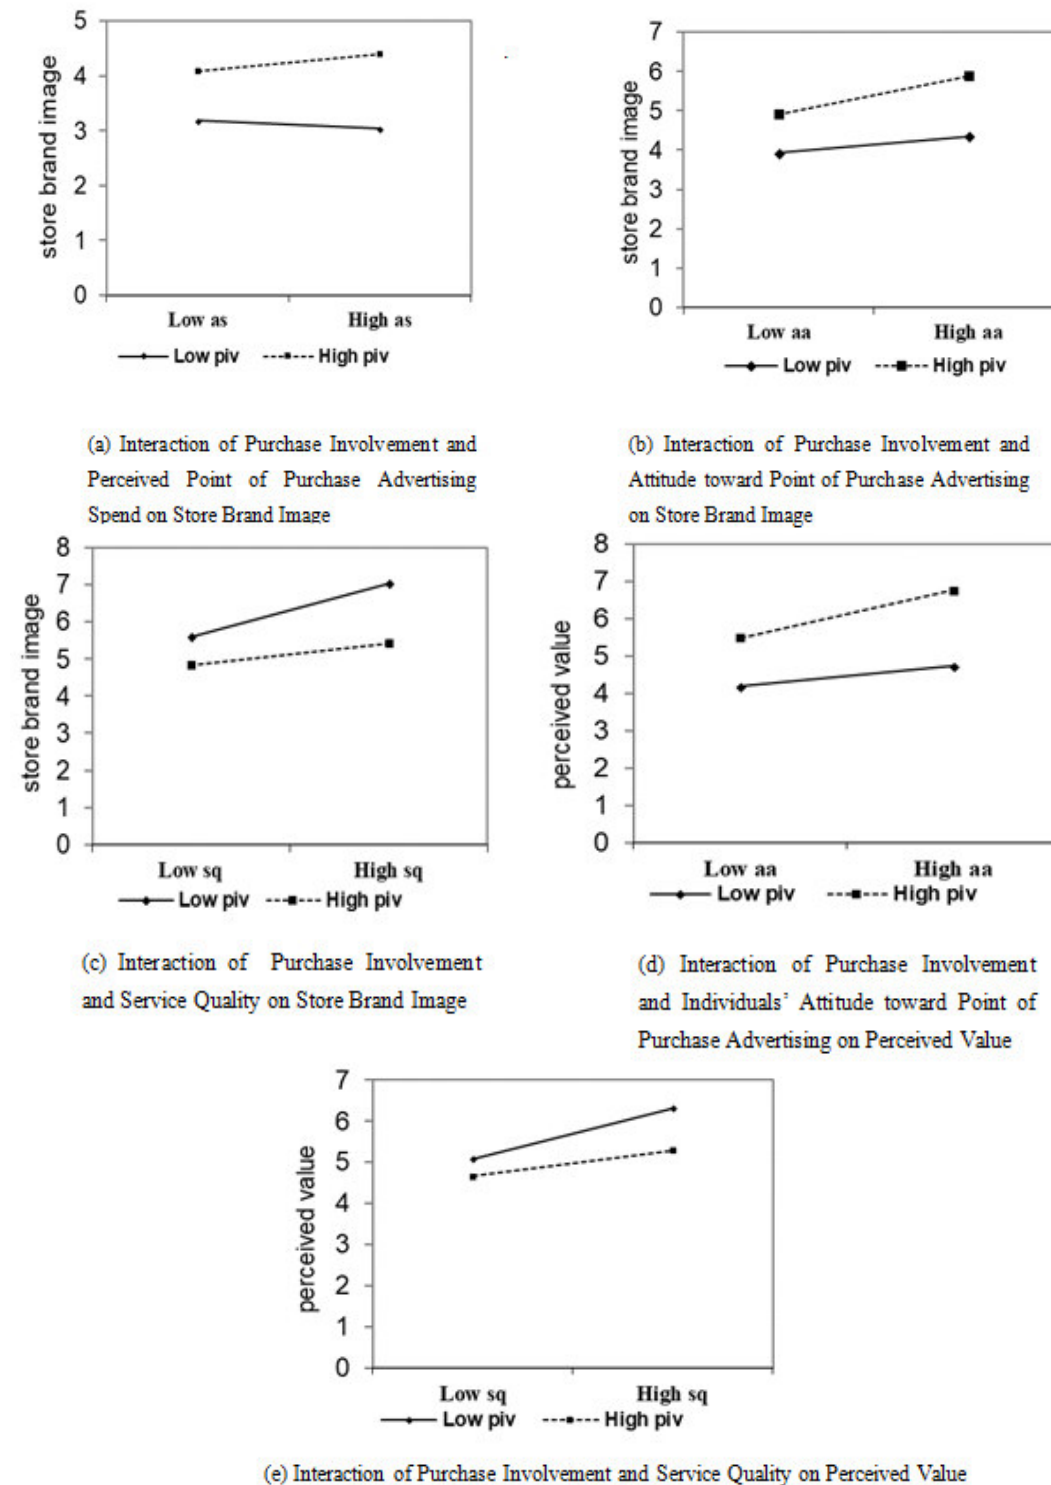 5
4
3
2
1
0
store brand image
Low as High as
Low piv High piv
(a) Interaction of Purchase Involvement and
Perceived Point of Purchase Advertising
Spend on Store Brand Image
7
6
5
4
3
2
1
0
store brand image
Low aa High aa
Low piv High piv
(b) Interaction of Purchase Involvement and
Attitude toward Point of Purchase Advertising
on Store Brand Image
8
7
6
5
4
3
2
1
0
store brand image
Low sq High sq
Low piv High piv
(c) Interaction of Purchase Involvement
and Service Quality on Store Brand Image
8
7
6
5
4
3
2
1
0
perceived value
Low aa High aa
Low piv High piv
(d) Interaction of Purchase Involvement
and Individuals’ Attitude toward Point of
Purchase Advertising on Perceived Value
7
6
5
4
3
2
1
0
perceived value
Low sq High sq
Low piv High piv
(e) Interaction of Purchase Involvement and Service Quality on Perceived Value